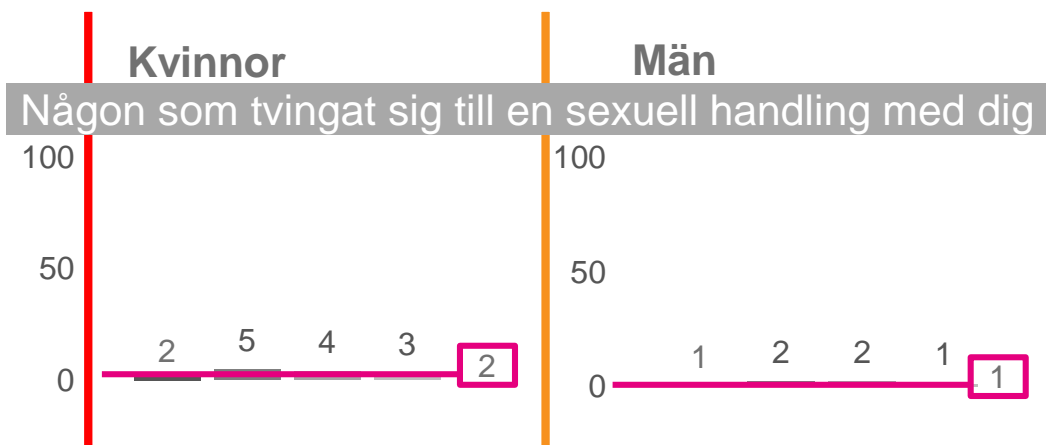 Kvinnor Män
Någon som tvingat sig till en sexuell handling med dig
100 100
50 50
2 5 4 3 2 1 2 2 1 1
0 0